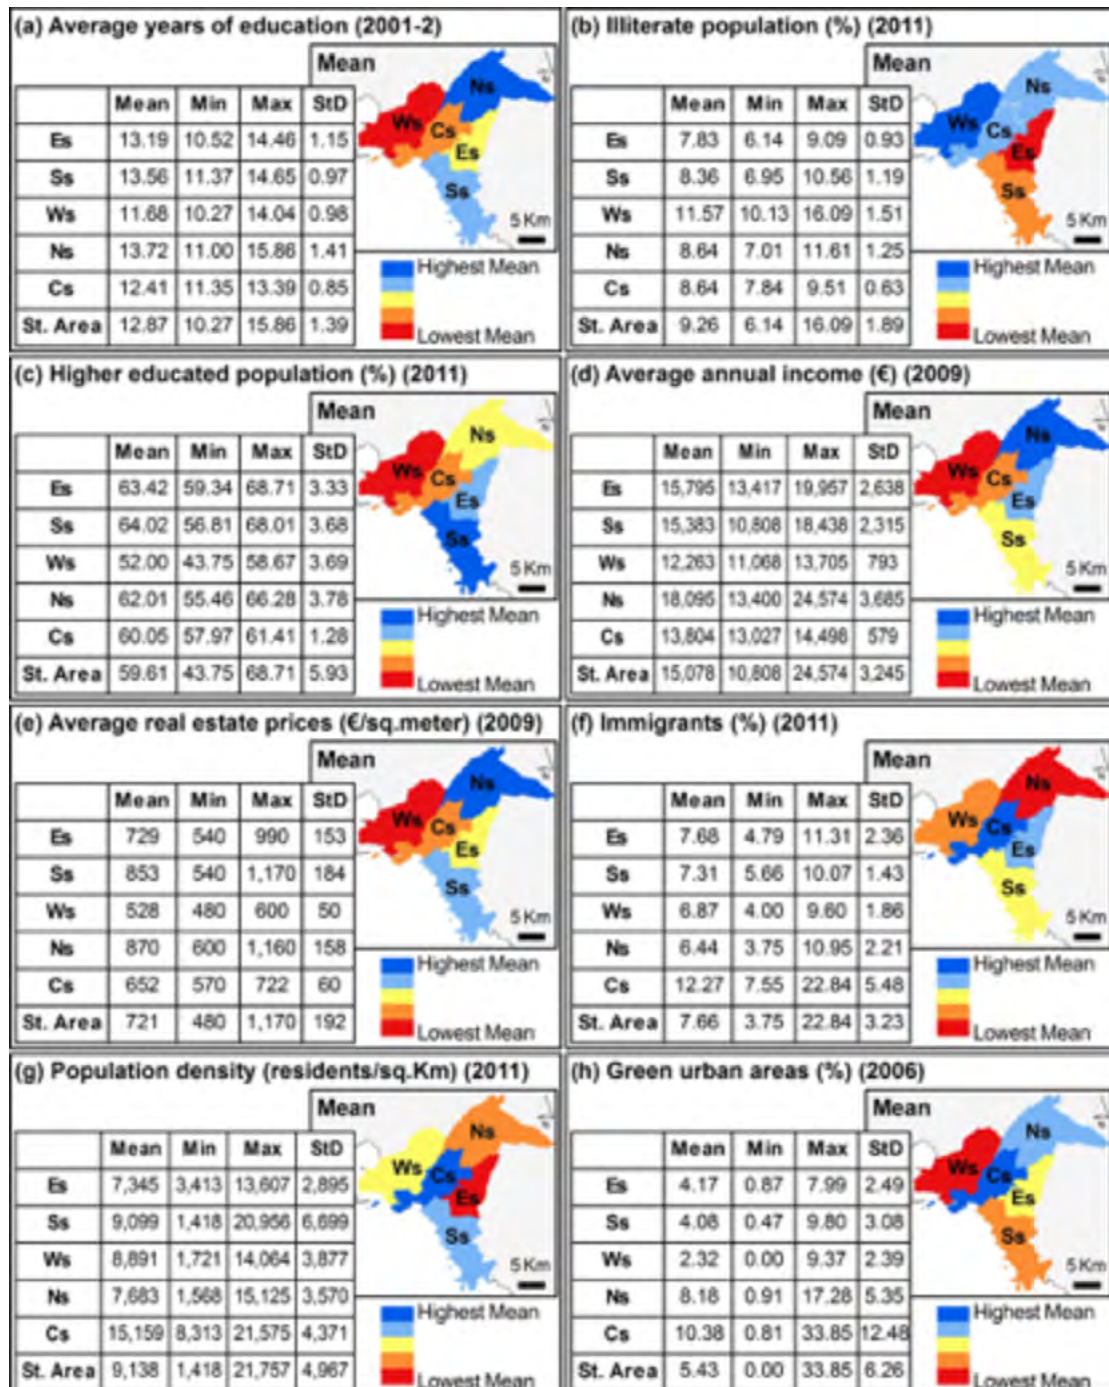 (a) Average years of education (2001-2)
Mean
Mean Min Max StD
Es 13.19 10.52 14.46 1.15
Ss 13.56 11.37 14.65 0.97
Ws 11.68 10.27 14.04 0.98
Ns 13.72 11.00 15.86 1.41
Cs 12.41 11.35 13.39 0.85
St. Area 12.87 10.27 15.86 1.39
Ns
Ws
Cs
Es
Ss
5 Km
Highest Mean
Lowest Mean
(b) Illiterate population (%) (2011)
Mean
Mean Min Max StD
Es 7.83 6.14 9.09 0.93
Ss 8.36 6.95 10.56 1.19
Ws 11.57 10.13 16.09 1.51
Ns 8.64 7.01 11.61 1.25
Cs 8.64 7.84 9.51 0.63
St. Area 9.26 6.14 16.09 1.89
Ns
Ws
Cs
Es
Ss
5 Km
Highest Mean
Lowest Mean
(c) Higher educated population (%) (2011)
Mean
Mean Min Max StD
Es 63.42 59.34 68.71 3.33
Ss 64.02 56.81 68.01 3.68
Ws 52.00 43.75 58.67 3.69
Ns 62.01 55.46 66.28 3.78
Cs 60.05 57.97 61.41 1.28
St. Area 59.61 43.75 68.71 5.93
Ns
Ws
Cs
Es
Ss
5 Km
Highest Mean
Lowest Mean
(d) Average annual income (€) (2009)
Mean
Mean Min Max StD
Es 15,795 13,417 19,957 2,638
Ss 15,383 10,808 18,438 2,315
Ws 12,263 11,068 13,705 793
Ns 18,095 13,400 24,574 3,685
Cs 13,804 13,027 14,498 579
St. Area 15,078 10,808 24,574 3,245
Ns
Ws
Cs
Es
Ss
5 Km
Highest Mean
Lowest Mean
(e) Average real estate prices (€/sq.meter) (2009)
Mean
Mean Min Max StD
Es 729 540 990 153
Ss 853 540 1,170 184
Ws 528 480 600 50
Ns 870 600 1,160 158
Cs 652 570 722 60
St. Area 721 480 1,170 192
Ns
Ws
Cs
Es
Ss
5 Km
Highest Mean
Lowest Mean
(f) Immigrants (%) (2011)
Mean
Mean Min Max StD
Es 7.68 4.79 11.31 2.36
Ss 7.31 5.66 10.07 1.43
Ws 6.87 4.00 9.60 1.86
Ns 6.44 3.75 10.95 2.21
Cs 12.27 7.55 22.84 5.48
St. Area 7.66 3.75 22.84 3.23
Ns
Ws
Cs
Es
Ss
5 Km
Highest Mean
Lowest Mean
(g) Population density (residents/sq.Km) (2011)
Mean
Mean Min Max StD
Es 7,345 3,413 13,607 2,895
Ss 9,099 1,418 20,956 6,699
Ws 8,891 1,721 14,064 3,877
Ns 7,683 1,568 15,125 3,570
Cs 15,159 8,313 21,575 4,371
St. Area 9,138 1,418 21,757 4,967
Ns
Ws
Cs
Es
Ss
5 Km
Highest Mean
Lowest Mean
(h) Green urban areas (%) (2006)
Mean
Mean Min Max StD
Es 4.17 0.87 7.99 2.49
Ss 4.08 0.47 9.80 3.08
Ws 2.32 0.00 9.37 2.39
Ns 8.18 0.91 17.28 5.35
Cs 10.38 0.81 33.85 12.48
St. Area 5.43 0.00 33.85 6.26
Ns
Ws
Cs
Es
Ss
5 Km
Highest Mean
Lowest Mean